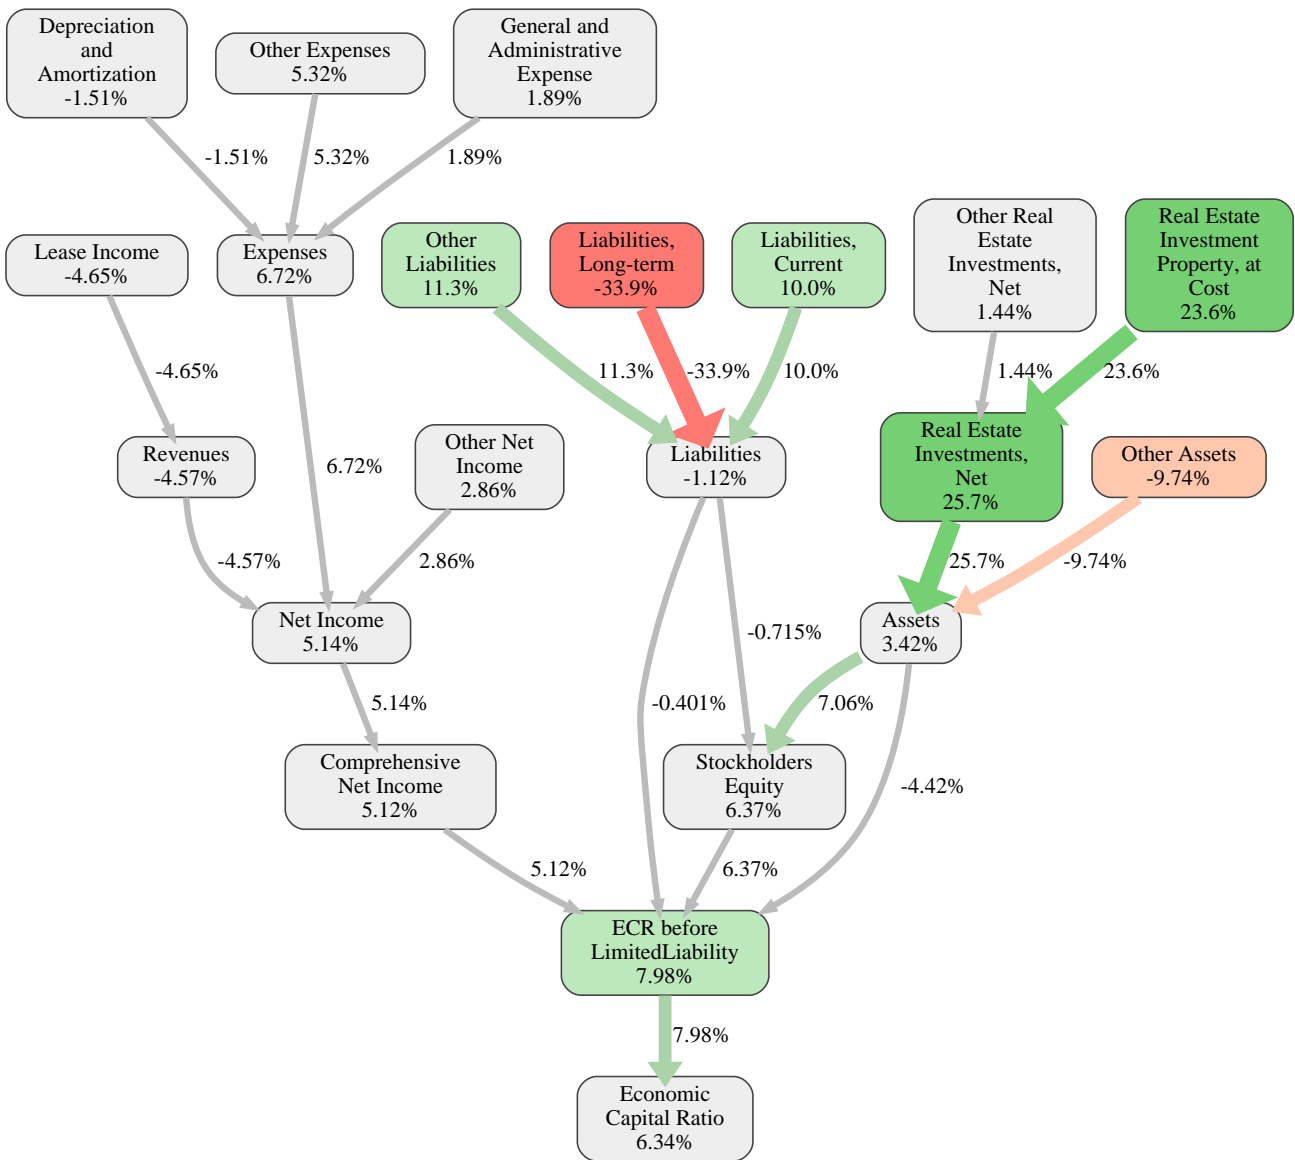 Depreciation
and
Amortization
-1.51%
Other Expenses
5.32%
General and
Administrative
Expense
1.89%
-1.51%
5.32%
1.89%
Lease Income
-4.65%
Expenses
6.72%
Other
Liabilities
11.3%
Liabilities,
Long-term
-33.9%
Liabilities,
Current
10.0%
Other Real
Estate
Investments,
Net
1.44%
Real Estate
Investment
Property, at
Cost
23.6%
-4.65%
11.3%
-33.9%
10.0%
1.44%
23.6%
Revenues
-4.57%
6.72%
Other Net
Income
2.86%
Liabilities
-1.12%
Real Estate
Investments,
Net
25.7%
Other Assets
-9.74%
-4.57%
2.86%
25.7%
-9.74%
Net Income
5.14%
-0.715%
Assets
3.42%
5.14%
-0.401%
7.06%
Comprehensive
Net Income
5.12%
Stockholders
Equity
6.37%
-4.42%
5.12%
6.37%
ECR before
LimitedLiability
7.98%
7.98%
Economic
Capital Ratio
6.34%